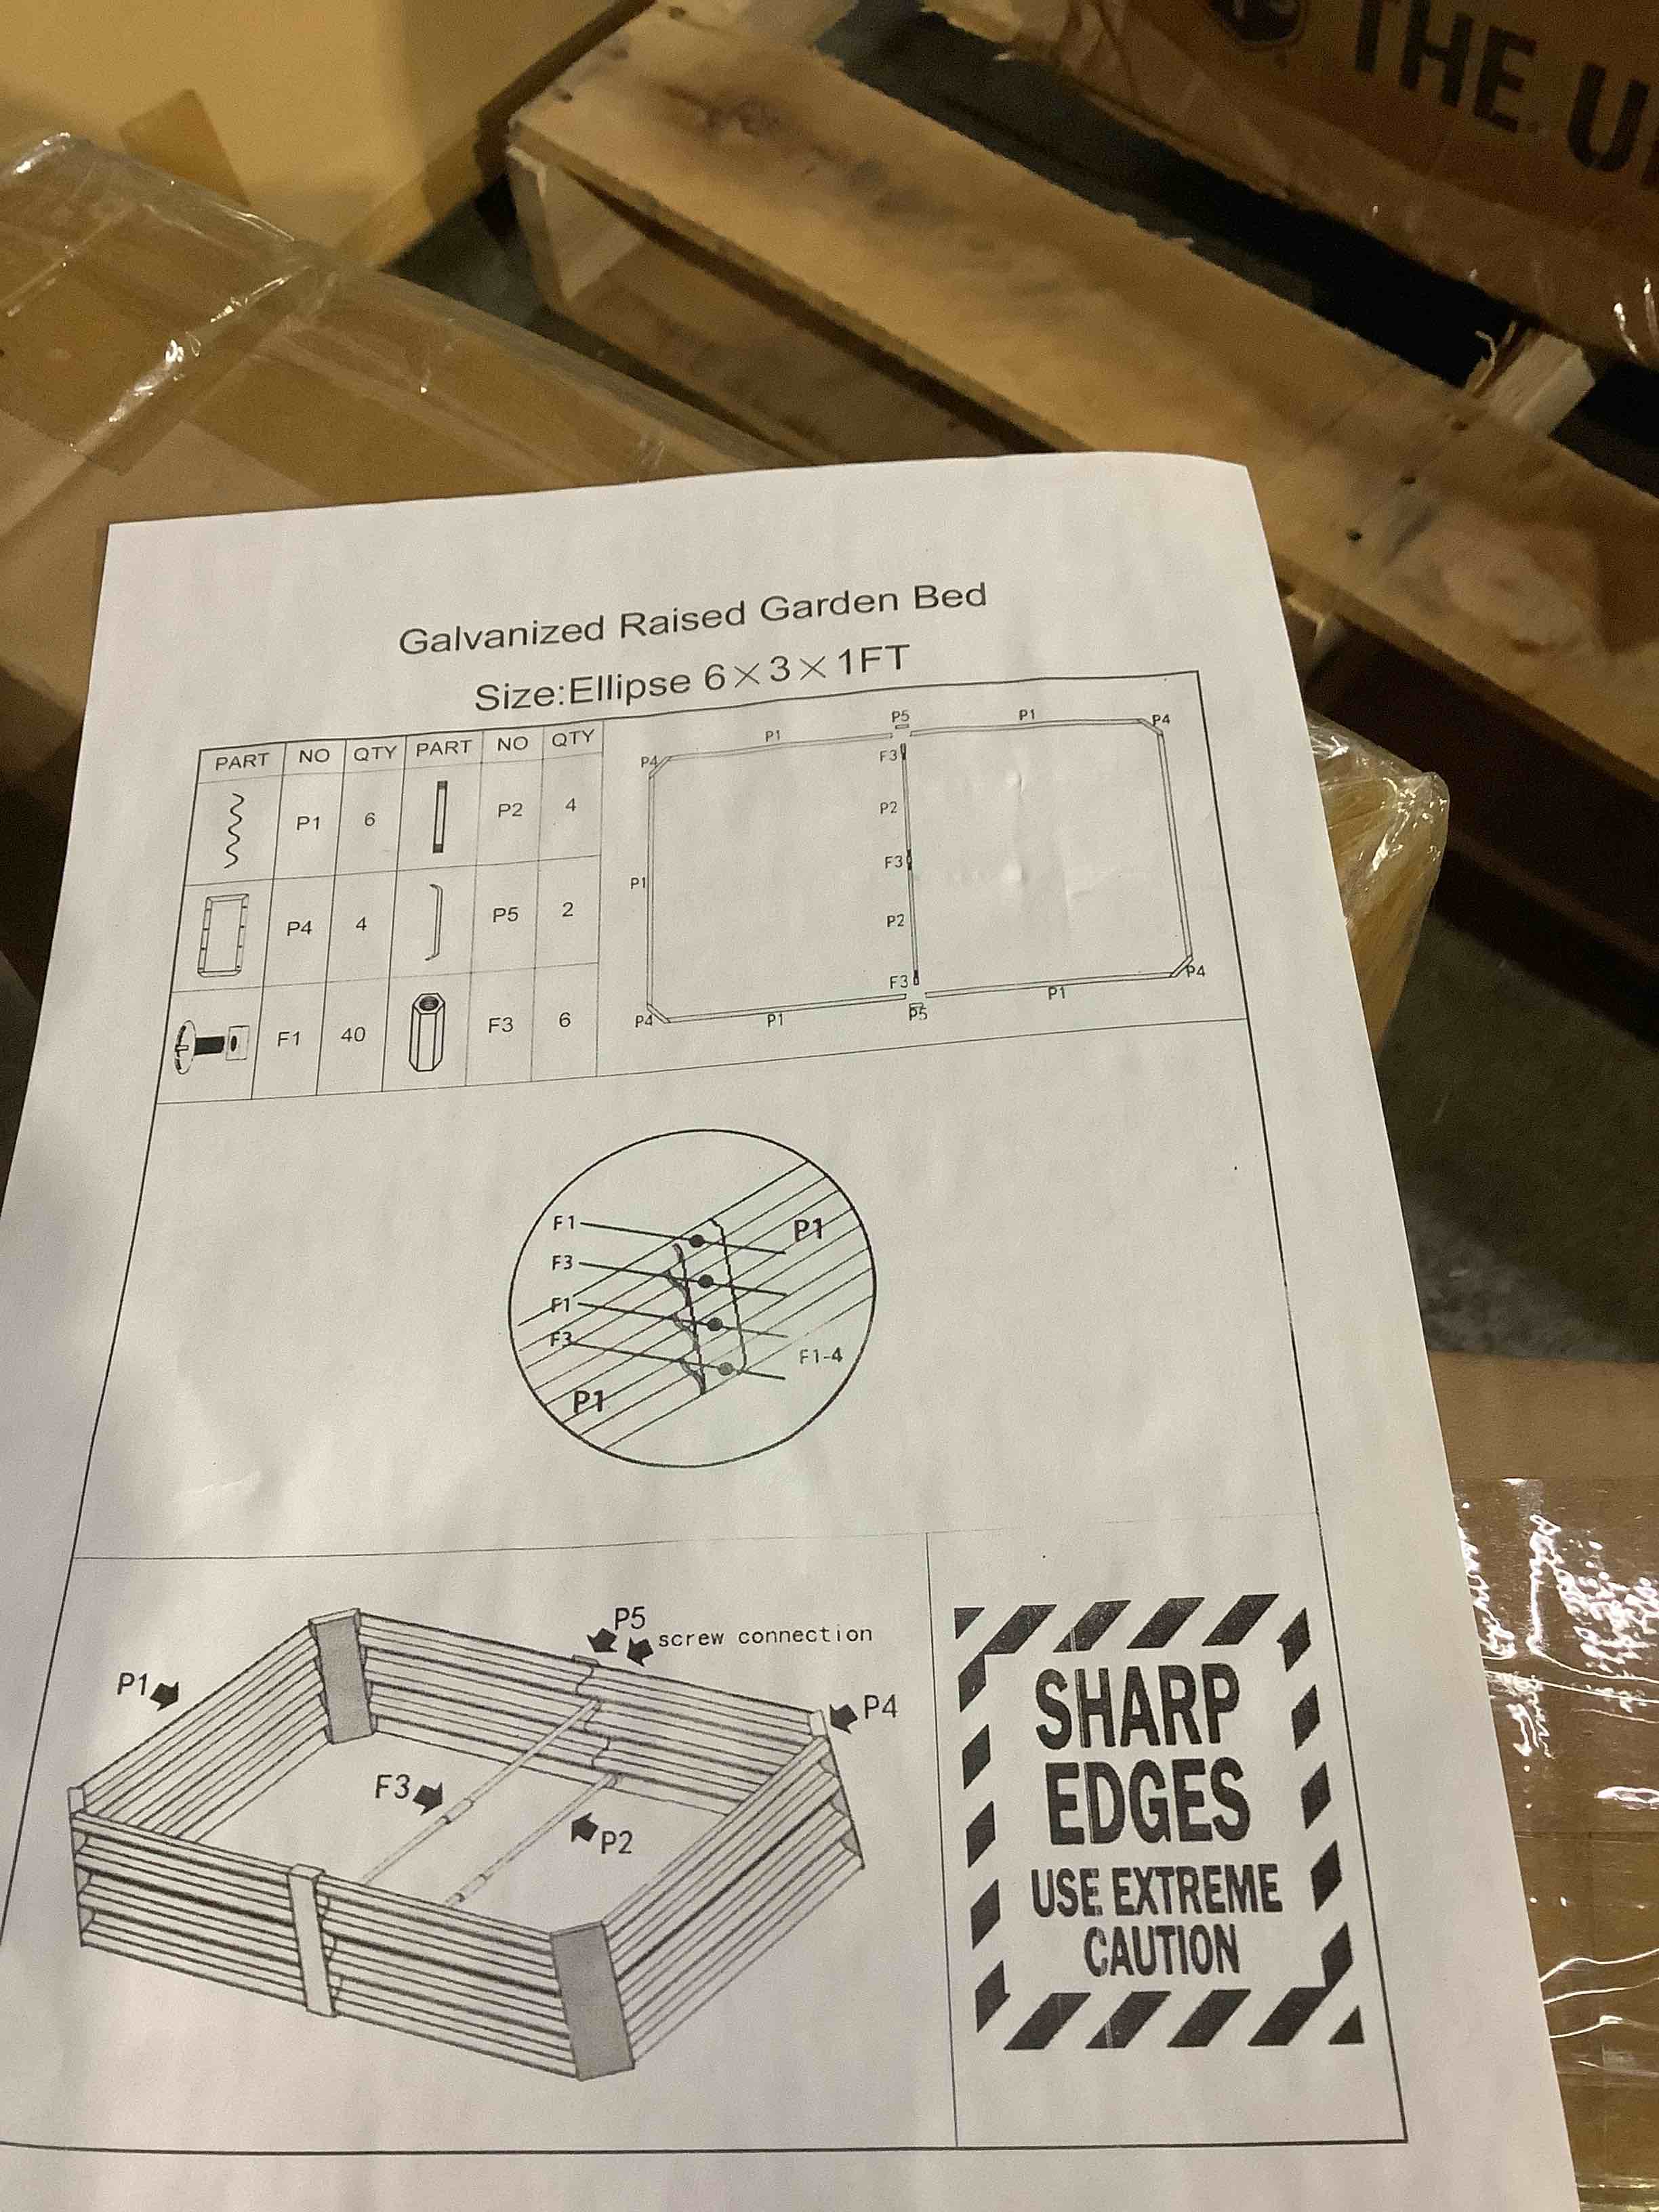 THE U
Galvanized Raised Garden Bed
Size:Ellipse 6×3×1FT
PART NO QTY PART NO QTY
P1 6 P2 4
P4 4 P5 2
F1 40 F3 6
P5
P1
P1
P4
P4
F3
P2
F3
P1
P2
F3
P4
P1
P4
P1
P5
F1
P1
F3
F1
F3
F1-4
P1
P5
screw connection
P1
P4
F3
P2
SHARP
EDGES
USE EXTREME
CAUTION